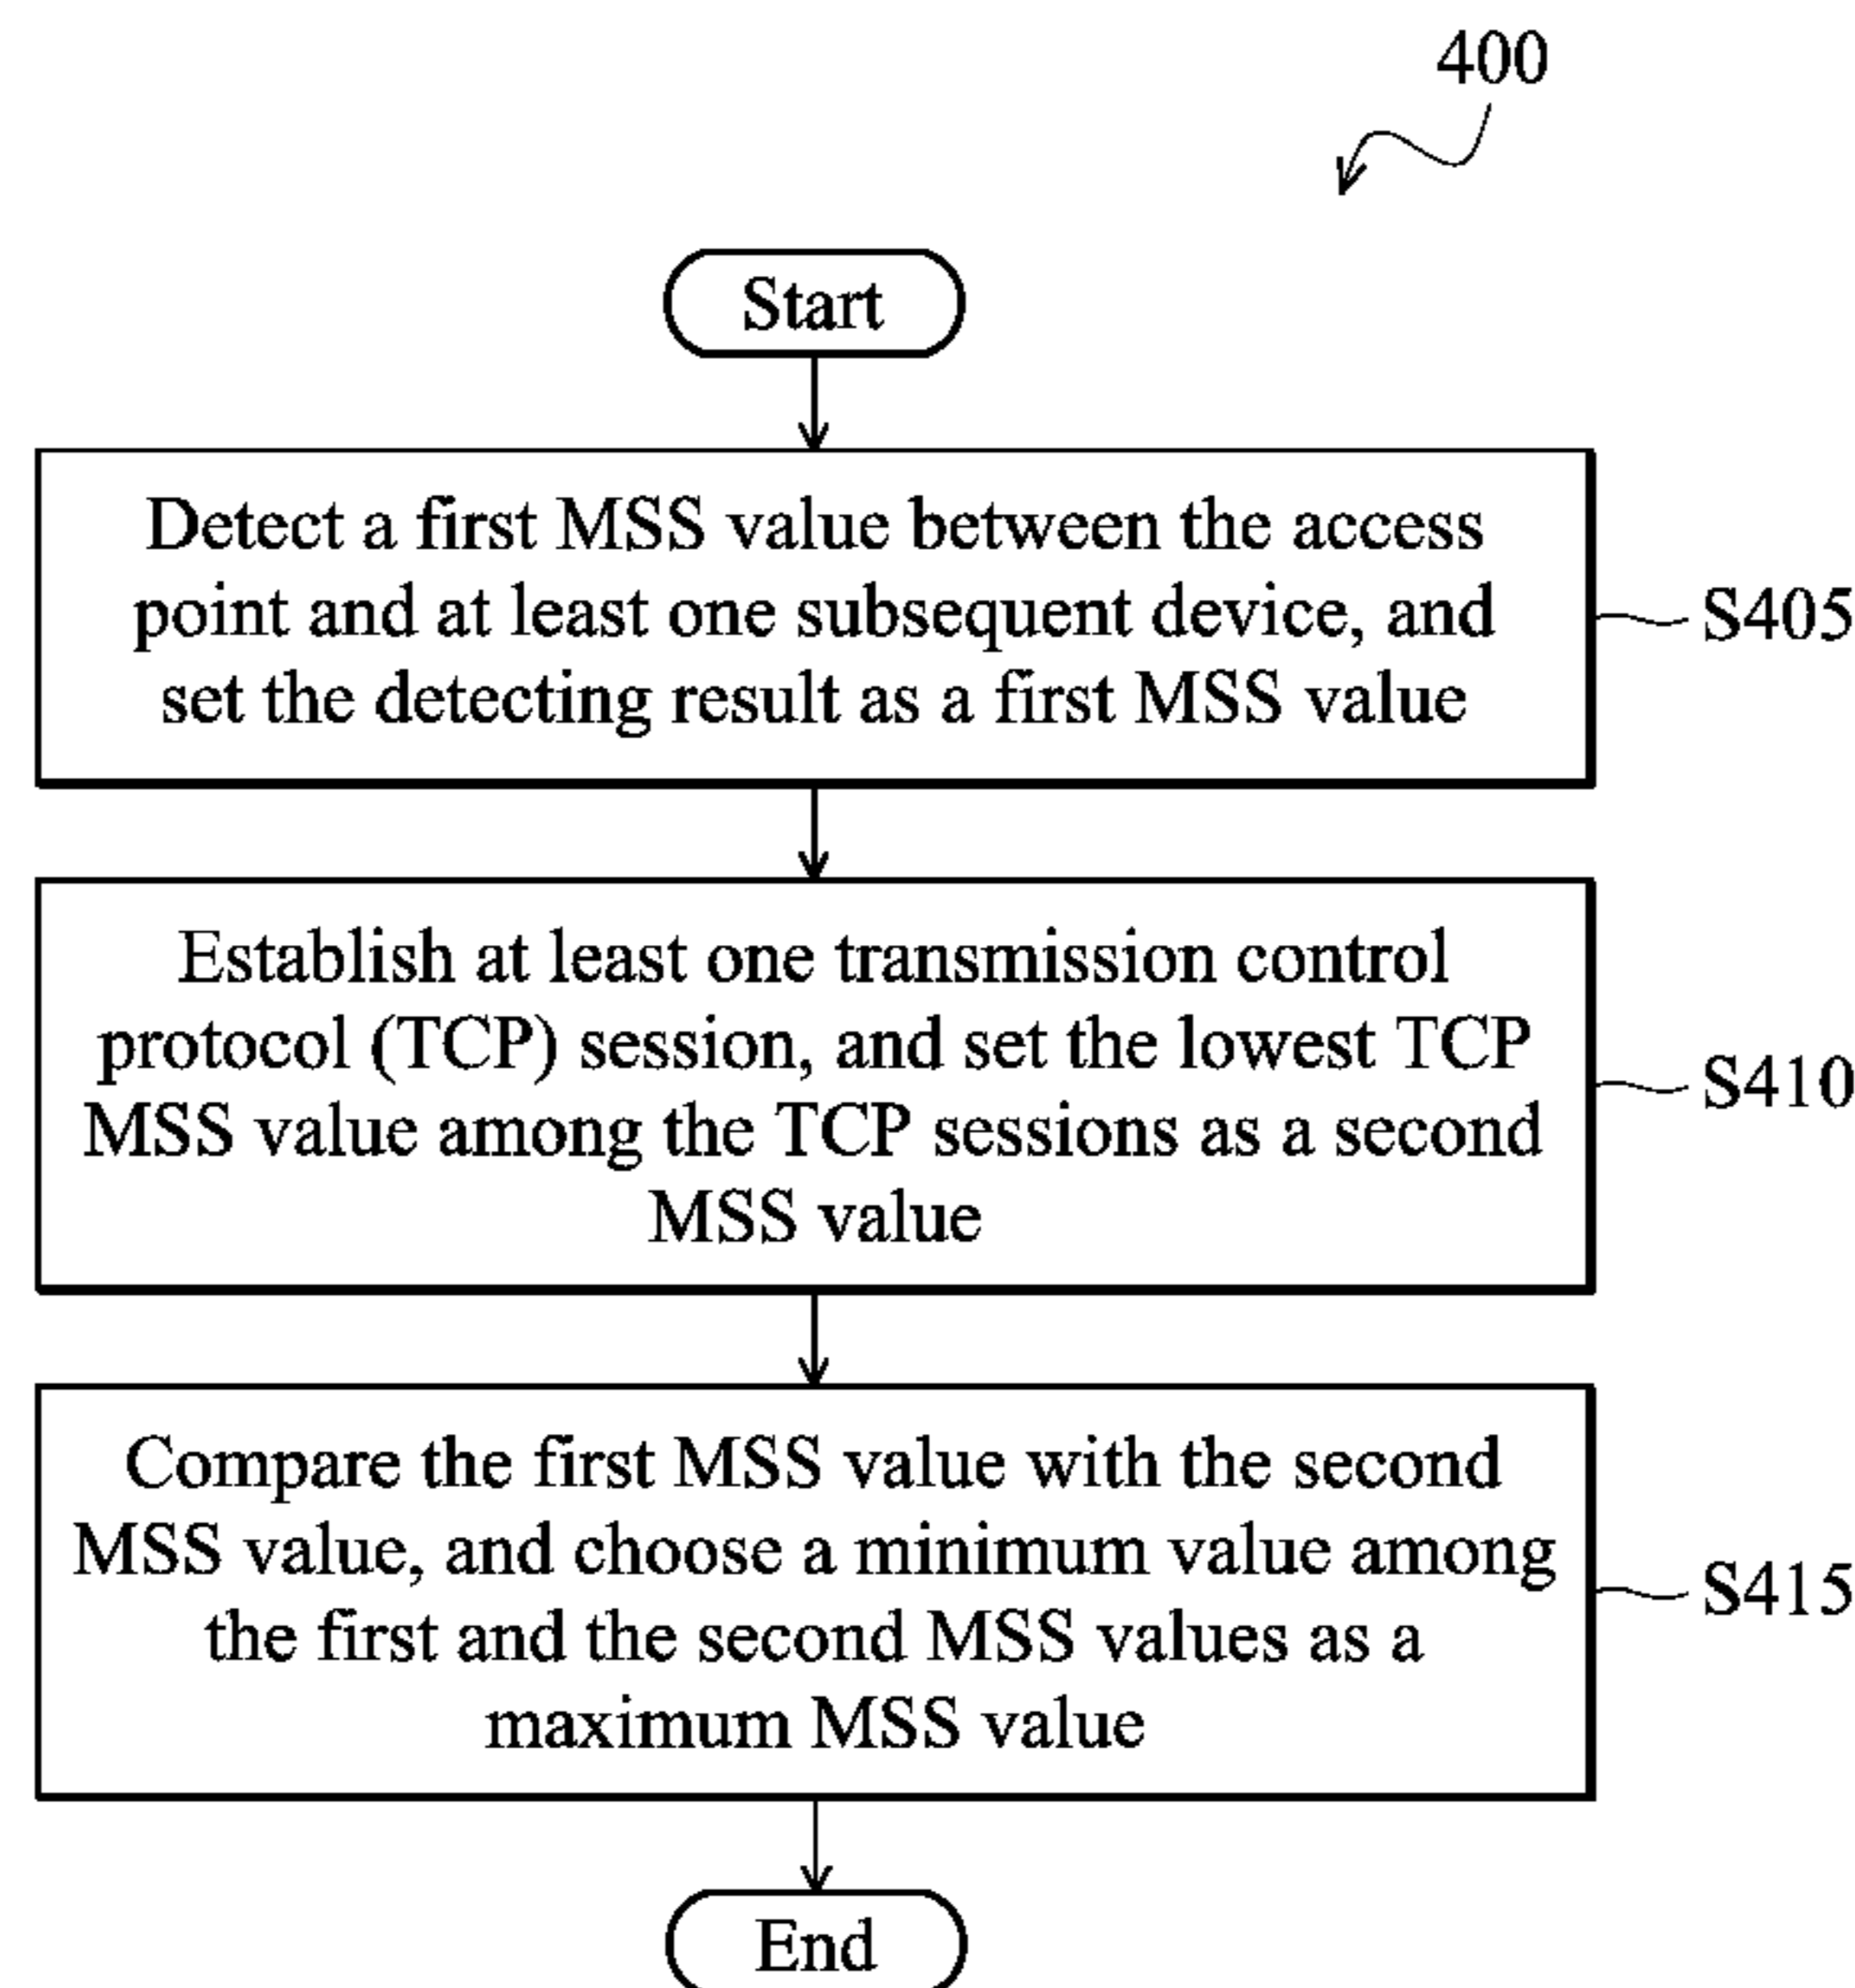 400
Start
Detect a first MSS value between the access
point and at least one subsequent device, and
set the detecting result as a first MSS value
S405
Establish at least one transmission control
protocol (TCP) session, and set the lowest TCP
MSS value among the TCP sessions as a second
MSS value
S410
Compare the first MSS value with the second
MSS value, and choose a minimum value among
the first and the second MSS values as a
maximum MSS value
S415
End